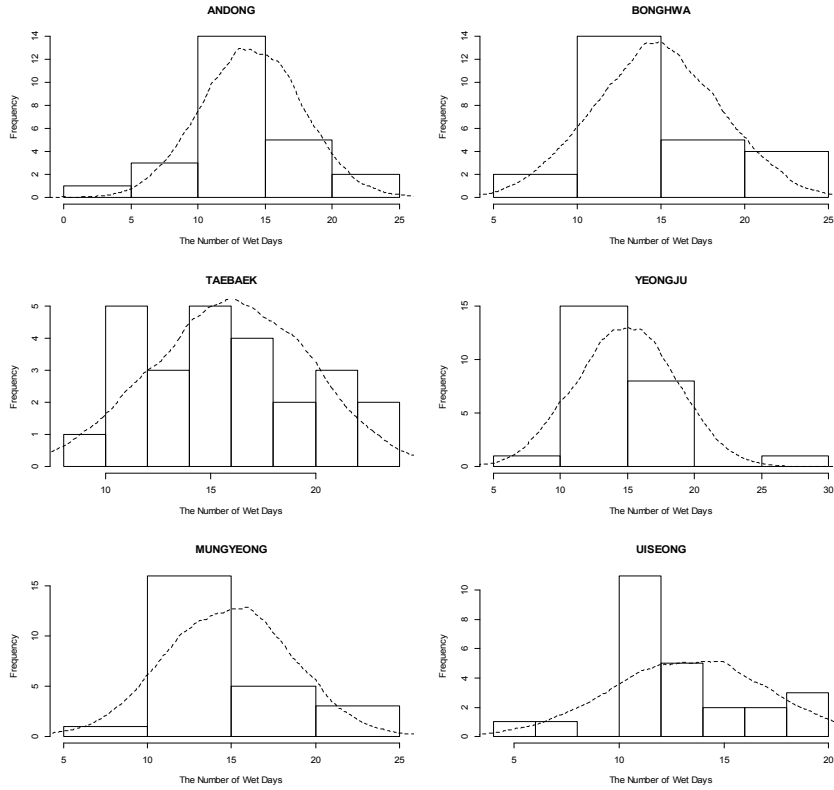 ANDONG
Frequency
14
12
10
8
6
4
2
0
0 5 10 15 20 25
The Number of Wet Days
BONGHWA
Frequency
14
12
10
8
6
4
2
0
5 10 15 20 25
The Number of Wet Days
TAEBAEK
Frequency
5
4
3
2
1
0
10 15 20
The Number of Wet Days
YEONGJU
Frequency
15
10
5
0
5 10 15 20 25 30
The Number of Wet Days
MUNGYEONG
Frequency
15
10
5
0
5 10 15 20 25
The Number of Wet Days
UISEONG
Frequency
10
8
6
4
2
0
5 10 15 20
The Number of Wet Days